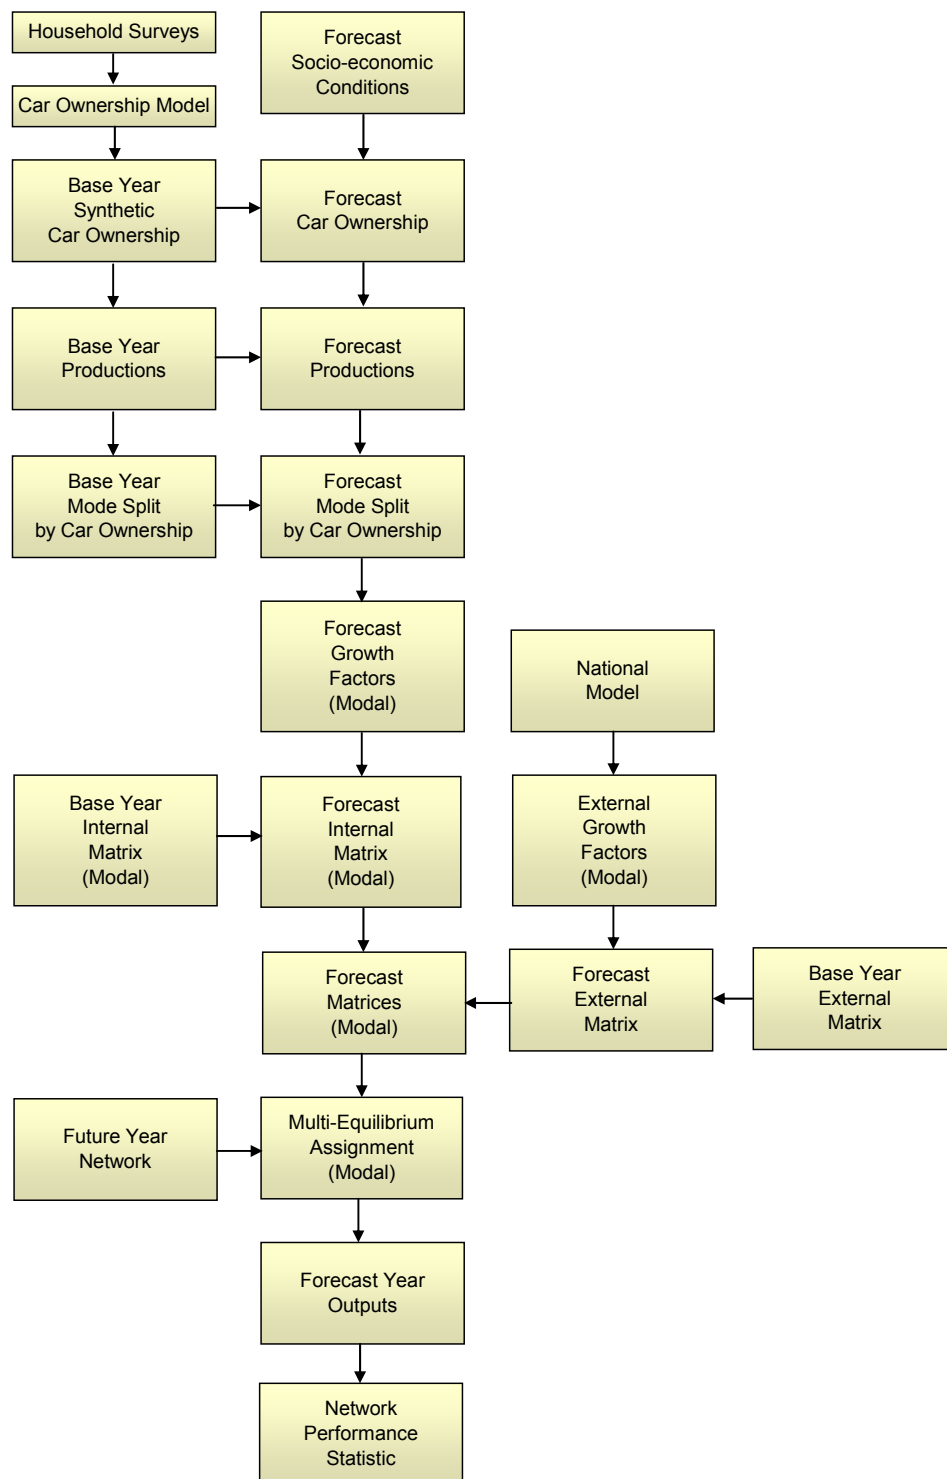 Household Surveys
Forecast
Socio-economic
Conditions
Car Ownership Model
Base Year
Synthetic
Car Ownership
Forecast
Car Ownership
Base Year
Productions
Forecast
Productions
Base Year
Mode Split
by Car Ownership
Forecast
Mode Split
by Car Ownership
Forecast
Growth
Factors
(Modal)
National
Model
Base Year
Internal
Matrix
(Modal)
Forecast
Internal
Matrix
(Modal)
External
Growth
Factors
(Modal)
Forecast
Matrices
(Modal)
Forecast
External
Matrix
Base Year
External
Matrix
Future Year
Network
Multi-Equilibrium
Assignment
(Modal)
Forecast Year
Outputs
Network
Performance
Statistic